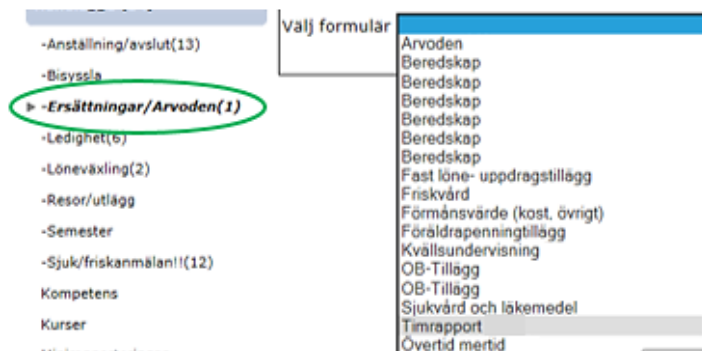 -Anställning/avslut(13)
-Bisyssla
-Ersättningar/Arvoden(1)
-Ledighet(6)
-Löneväxling(2)
-Resor/utlägg
-Semester
-Sjuk/friskanmälan!!(12)
Kompetens
Kurser
Välj formulär
Arvoden
Beredskap
Beredskap
Beredskap
Beredskap
Beredskap
Beredskap
Fast löne- uppdragstillägg
Friskvård
Förmånsvärde (kost, övrigt)
Föräldrapenningtillägg
Kvällsundervisning
OB-Tillägg
OB-Tillägg
Sjukvård och läkemedel
Timrapport
Övertid mertid